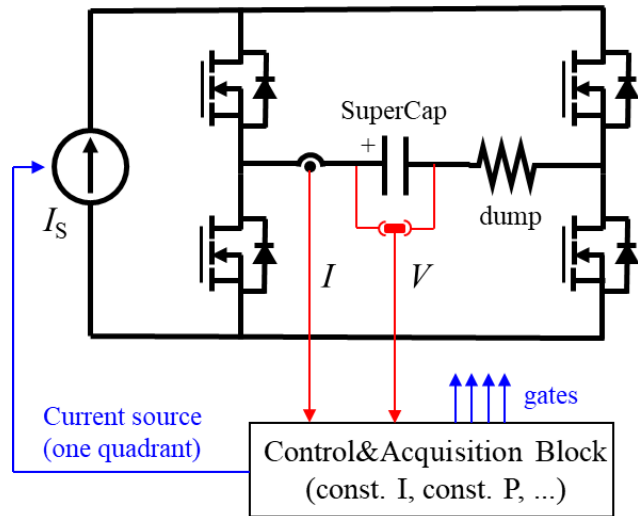 SuperCap
+
dump
I_S
I
V
gates
Current source
(one quadrant)
Control&Acquisition Block
(const. I, const. P, ...)